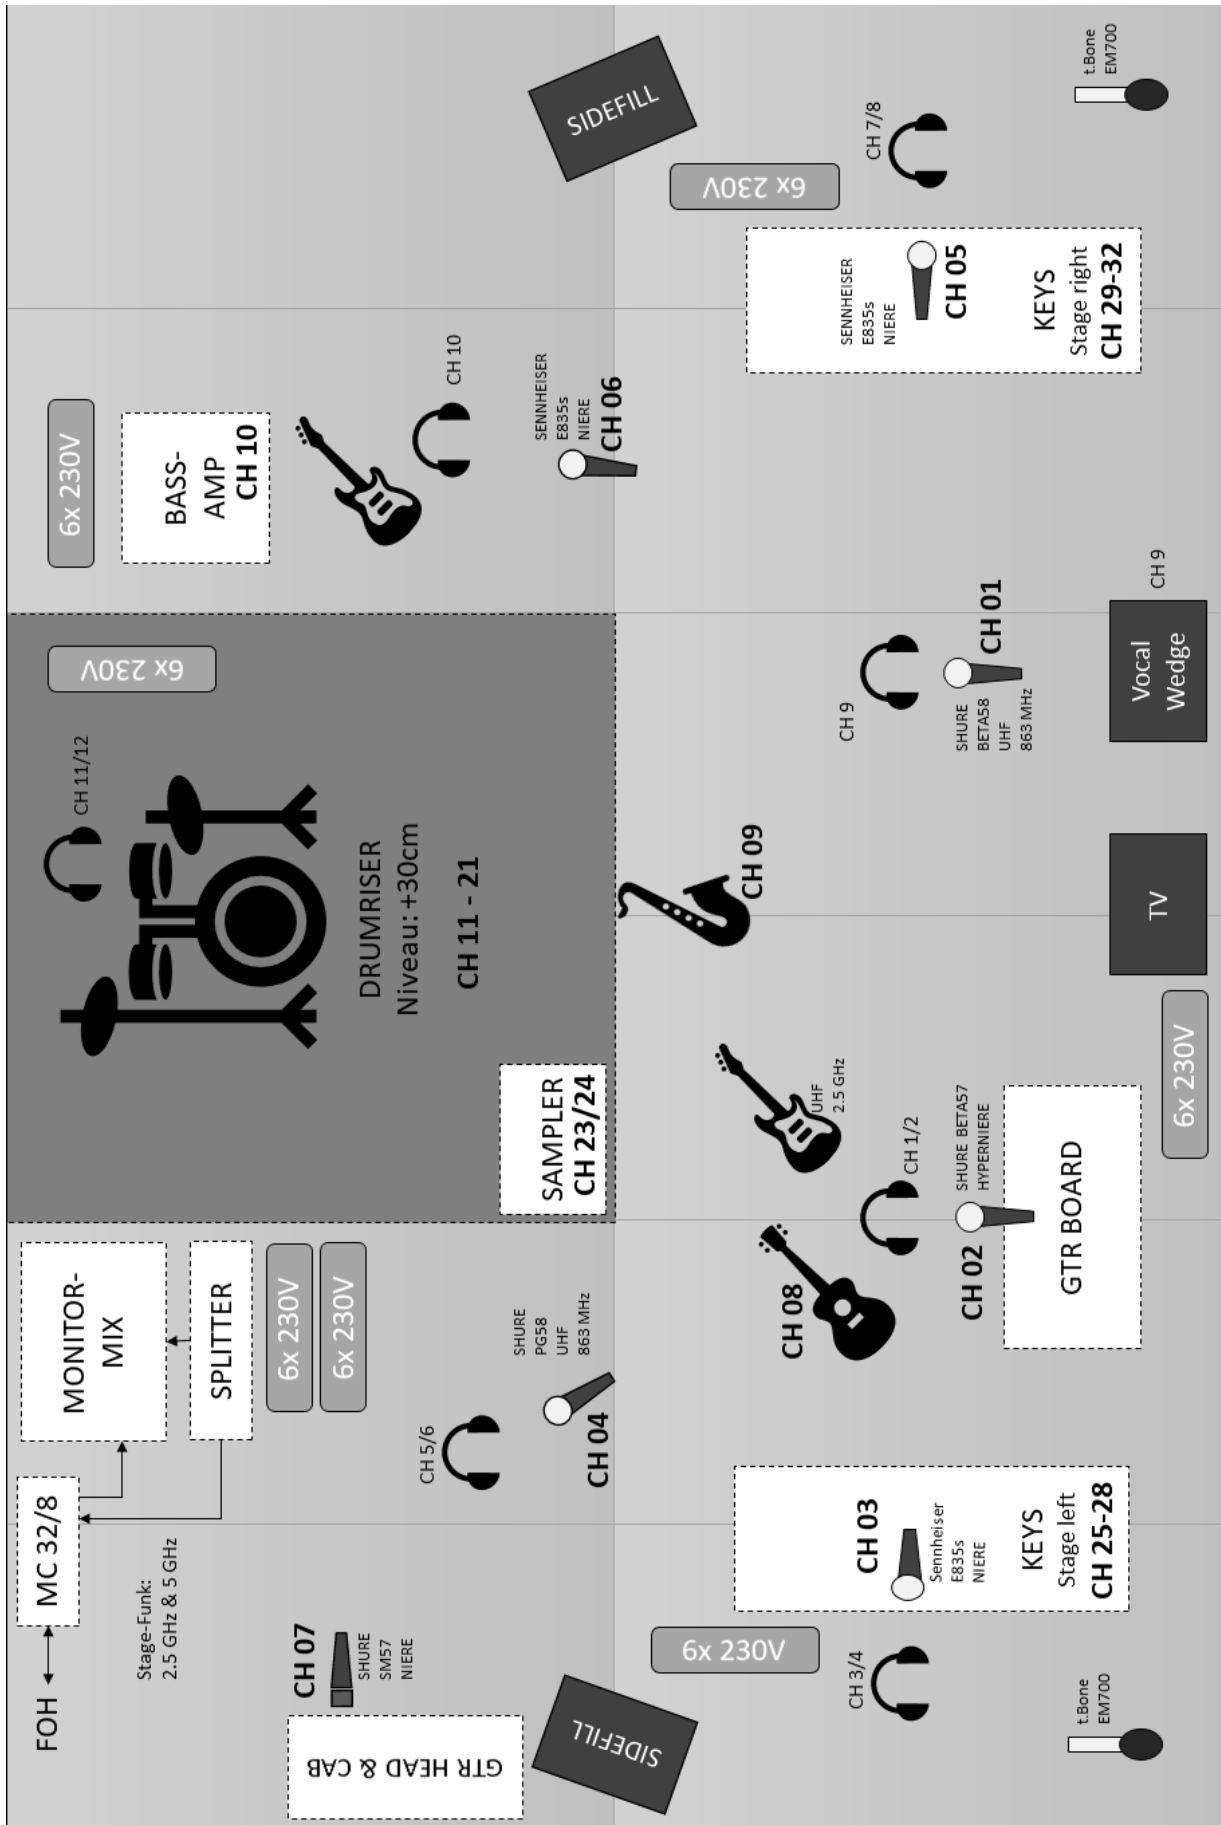 FOH
MC 32/8
MONITOR-
MIX
SPLITTER
Stage-Funk:
2.5 GHz & 5 GHz
6x 230V
6x 230V
CH 07
SHURE
SM57
NIERE
GTR HEAD & CAB
SIDEFILL
CH 5/6
SHURE
PG58
UHF
863 MHz
CH 04
CH 11/12
6x 230V
DRUMRISER
Niveau: +30cm
CH 11 - 21
SAMPLER
CH 23/24
6x 230V
BASS-
AMP
CH 10
CH 10
SENNHEISER
E835s
NIERE
CH 06
SIDEFILL
6x 230V
CH 3/4
CH 03
Sennheiser
E835s
NIERE
KEYS
Stage left
CH 25-28
t.Bone
EM700
CH 08
UHF
2.5 GHz
CH 1/2
CH 02
SHURE BETA57
HYPERNIERE
GTR BOARD
6x 230V
CH 09
TV
CH 9
SHURE
BETA58
UHF
863 MHz
CH 01
Vocal
Wedge
CH 9
6x 230V
CH 7/8
SENNHEISER
E835s
NIERE
CH 05
KEYS
Stage right
CH 29-32
t.Bone
EM700